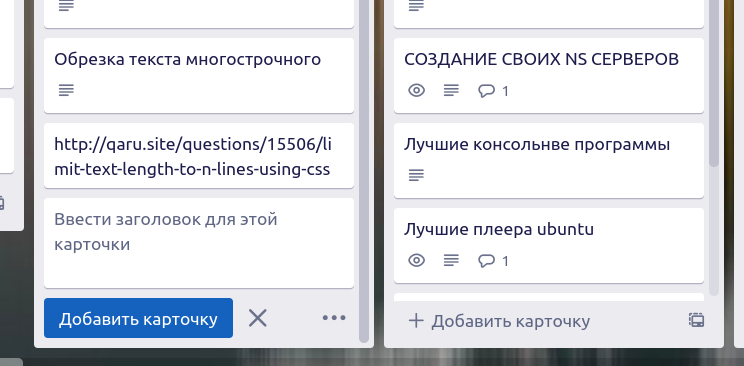 Обрезка текста многострочного
http://qaru.site/questions/15506/li
mit-text-length-to-n-lines-using-css
Ввести заголовок для этой
карточки
Добавить карточку
СОЗДАНИЕ СВОИХ NS СЕРВЕРОВ
1
Лучшие консольнве программы
Лучшие плеера ubuntu
1
Добавить карточку